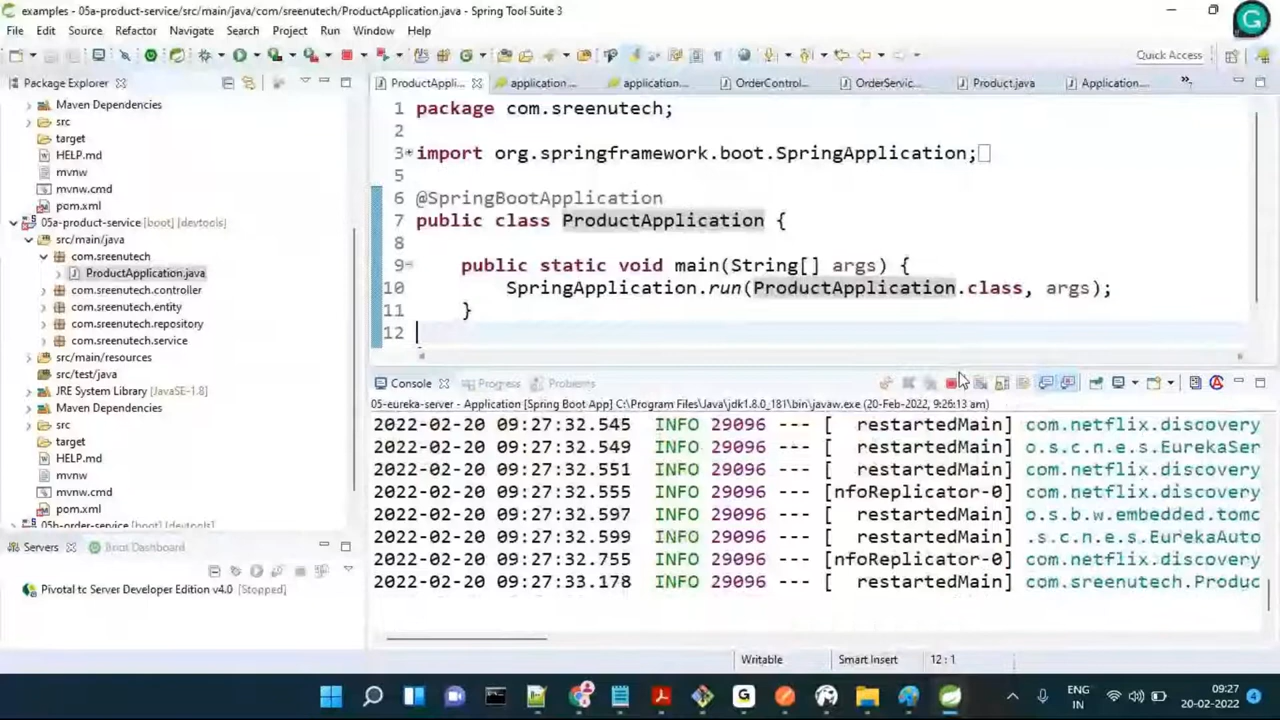 examples - 05a-product-service/src/main/java/com/sreenutech/ProductApplication.java - Spring Tool Suite 3
G
File Edit Source Refactor Navigate Search Project Run Window Help
Quick Access
Package Explorer
Maven Dependencies
src
target
HELP.md
mvnw
mvnw.cmd
pom.xml
05a-product-service [boot] [devtools]
src/main/java
com.sreenutech
ProductApplication.java
com.sreenutech.controller
com.sreenutech.entity
com.sreenutech.repository
com.sreenutech.service
src/main/resources
src/test/java
JRE System Library [JavaSE-1.8]
Maven Dependencies
src
target
HELP.md
mvnw
mvnw.cmd
pom.xml
05b-order-service [boot] [devtools]
Servers Boot Dashboard
Pivotal tc Server Developer Edition v4.0 [Stopped]
ProductAppli... application.... application.... OrderControl... OrderServic... Product.java Application....
1 package com.sreenutech;
2
3 import org.springframework.boot.SpringApplication;
5
6 @SpringBootApplication
7 public class ProductApplication {
8
9 public static void main(String[] args) {
10 SpringApplication.run(ProductApplication.class, args);
11 }
12
Console Progress Problems
05-eureka-server - Application [Spring Boot App] C:\Program Files\Java\jdk1.8.0_181\bin\javaw.exe (20-Feb-2022, 9:26:13 am)
2022-02-20 09:27:32.545 INFO 29096 --- [ restartedMain] com.netflix.discovery
2022-02-20 09:27:32.549 INFO 29096 --- [ restartedMain] o.s.c.n.e.s.EurekaSer
2022-02-20 09:27:32.551 INFO 29096 --- [ restartedMain] com.netflix.discovery
2022-02-20 09:27:32.555 INFO 29096 --- [nfoReplicator-0] com.netflix.discovery
2022-02-20 09:27:32.597 INFO 29096 --- [ restartedMain] o.s.b.w.embedded.tomc
2022-02-20 09:27:32.599 INFO 29096 --- [ restartedMain] .s.c.n.e.s.EurekaAuto
2022-02-20 09:27:32.755 INFO 29096 --- [nfoReplicator-0] com.netflix.discovery
2022-02-20 09:27:33.178 INFO 29096 --- [ restartedMain] com.sreenutech.Produc
Writable Smart Insert 12 : 1
ENG
IN
09:27
20-02-2022
4